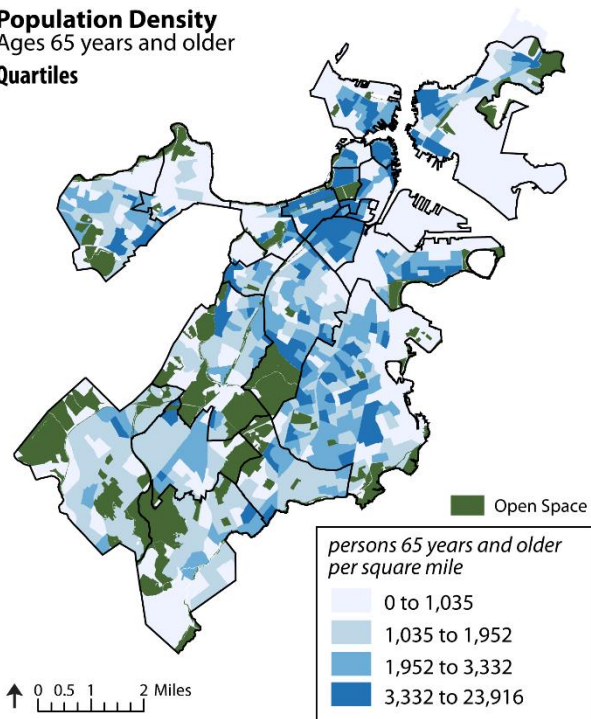 Population Density
Ages 65 years and older
Quartiles
Open Space
persons 65 years and older
per square mile
0 to 1,035
1,035 to 1,952
1,952 to 3,332
3,332 to 23,916
0 0.5 1 2 Miles